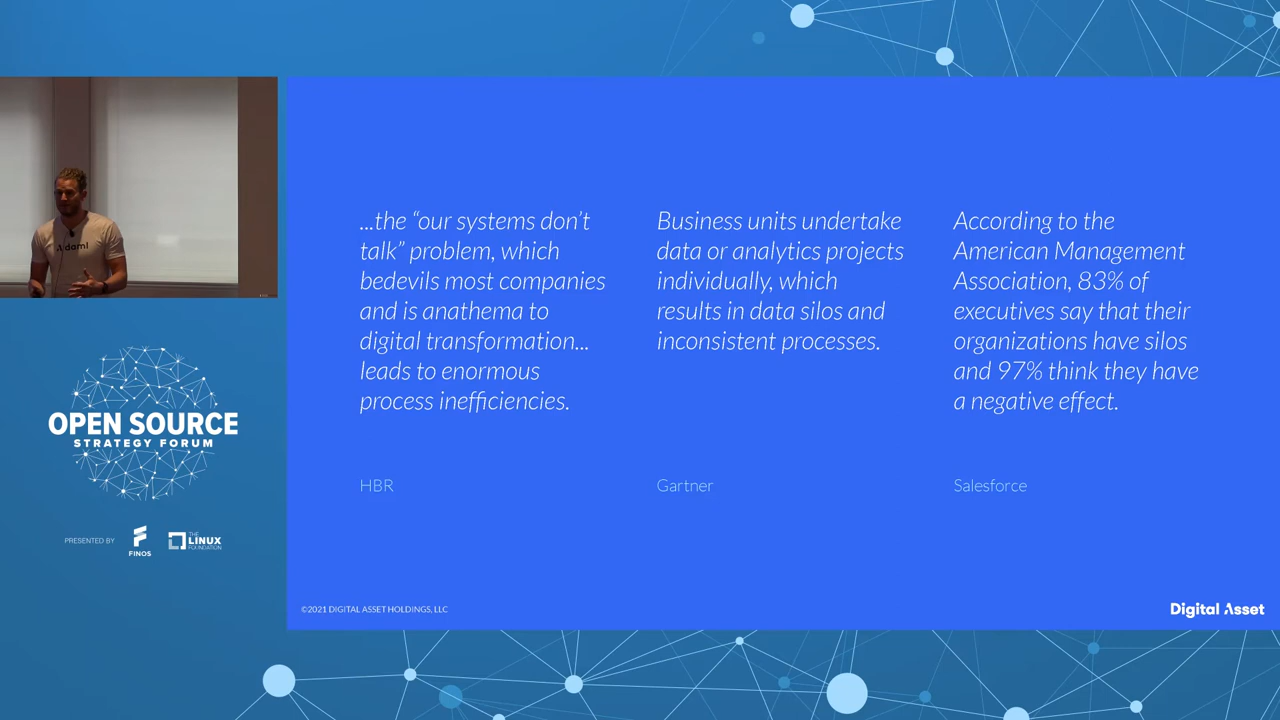 Daml
OPEN SOURCE
STRATEGY FORUM
PRESENTED BY
FINOS
THE
LINUX
FOUNDATION
...the “our systems don’t
talk” problem, which
bedevils most companies
and is anathema to
digital transformation...
leads to enormous
process inefficiencies.
HBR
Business units undertake
data or analytics projects
individually, which
results in data silos and
inconsistent processes.
Gartner
According to the
American Management
Association, 83% of
executives say that their
organizations have silos
and 97% think they have
a negative effect.
Salesforce
©2021 DIGITAL ASSET HOLDINGS, LLC
Digital Asset